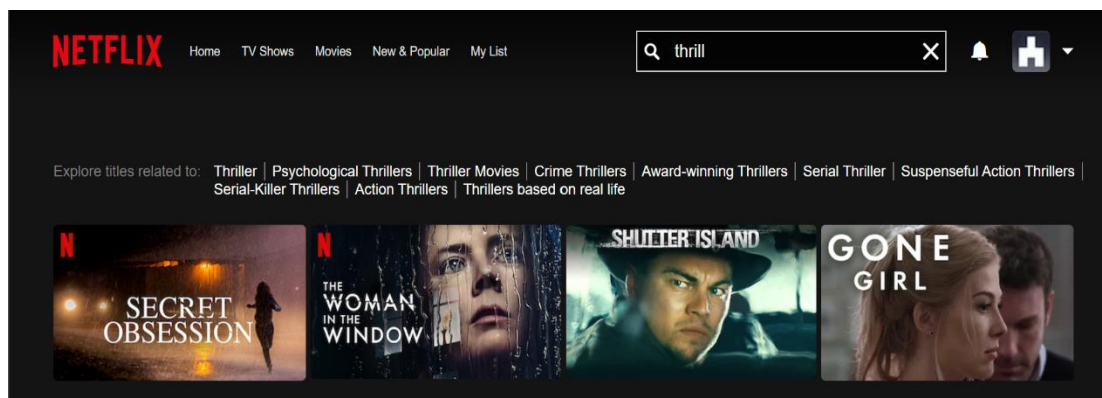 NETFLIX Home TV Shows Movies New & Popular My List thrill
Explore titles related to: Thriller | Psychological Thrillers | Thriller Movies | Crime Thrillers | Award-winning Thrillers | Serial Thriller | Suspenseful Action Thrillers |
Serial-Killer Thrillers | Action Thrillers | Thrillers based on real life
N
SECRET
OBSESSION
N
THE
WOMAN
IN THE
WINDOW
SHUTTER ISLAND
GONE
GIRL